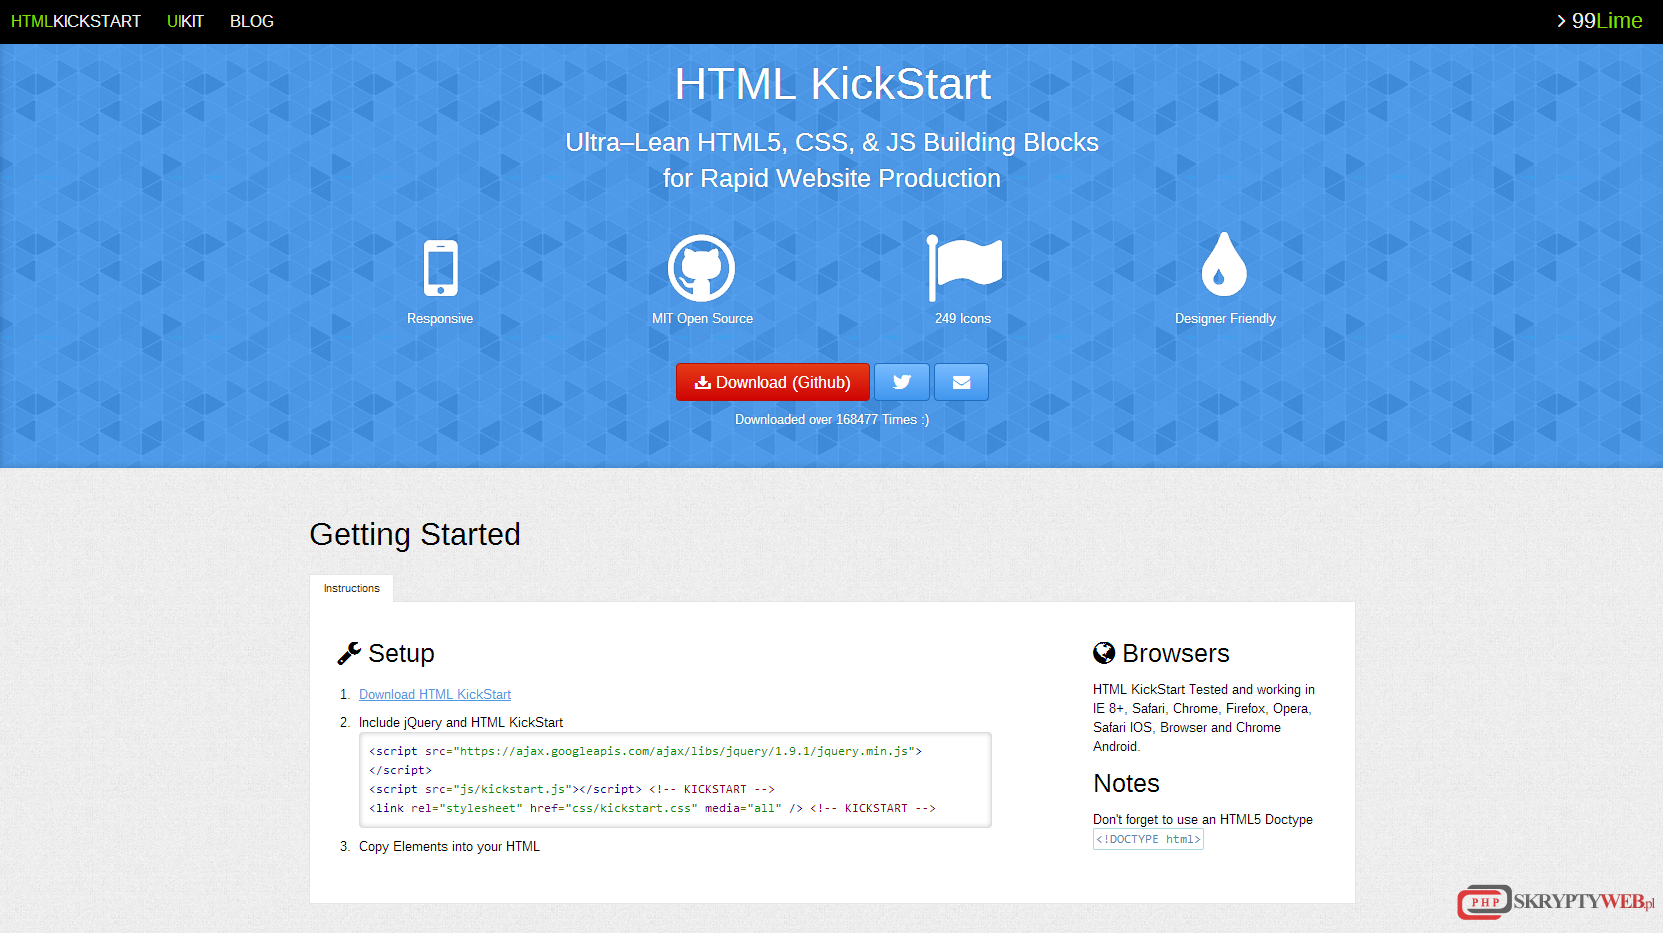 HTMLKICKSTART UIKIT BLOG
99Lime
HTML KickStart
Ultra–Lean HTML5, CSS, & JS Building Blocks
for Rapid Website Production
Responsive
MIT Open Source
249 Icons
Designer Friendly
Download (Github)
Downloaded over 168477 Times :)
Getting Started
Instructions
Setup
1. Download HTML KickStart
2. Include jQuery and HTML KickStart
<script src="https://ajax.googleapis.com/ajax/libs/jquery/1.9.1/jquery.min.js">
</script>
<script src="js/kickstart.js"></script> <!-- KICKSTART -->
<link rel="stylesheet" href="css/kickstart.css" media="all" /> <!-- KICKSTART -->
3. Copy Elements into your HTML
Browsers
HTML KickStart Tested and working in
IE 8+, Safari, Chrome, Firefox, Opera,
Safari IOS, Browser and Chrome
Android.
Notes
Don't forget to use an HTML5 Doctype
<!DOCTYPE html>
PHP SKRYPTYWEB.pl